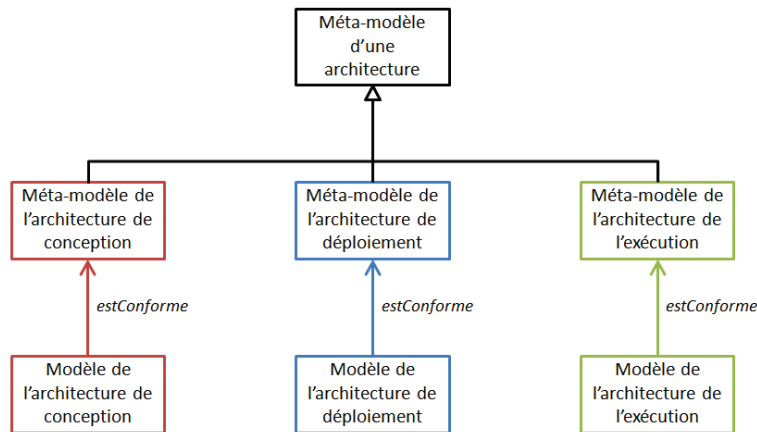 Méta-modèle
d'une
architecture
Méta-modèle de
l'architecture de
conception
Méta-modèle de
l'architecture de
déploiement
Méta-modèle de
l'architecture de
l'exécution
estConforme
estConforme
estConforme
Modèle de
l'architecture de
conception
Modèle de
l'architecture de
déploiement
Modèle de
l'architecture de
l'exécution